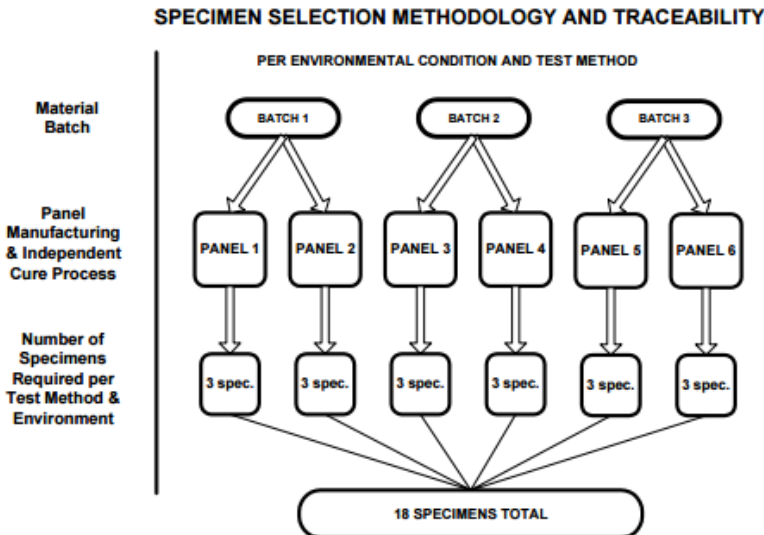 SPECIMEN SELECTION METHODOLOGY AND TRACEABILITY
PER ENVIRONMENTAL CONDITION AND TEST METHOD
Material
Batch
BATCH 1
BATCH 2
BATCH 3
Panel
Manufacturing
& Independent
Cure Process
PANEL 1
PANEL 2
PANEL 3
PANEL 4
PANEL 5
PANEL 6
Number of
Specimens
Required per
Test Method &
Environment
3 spec.
3 spec.
3 spec.
3 spec.
3 spec.
3 spec.
18 SPECIMENS TOTAL